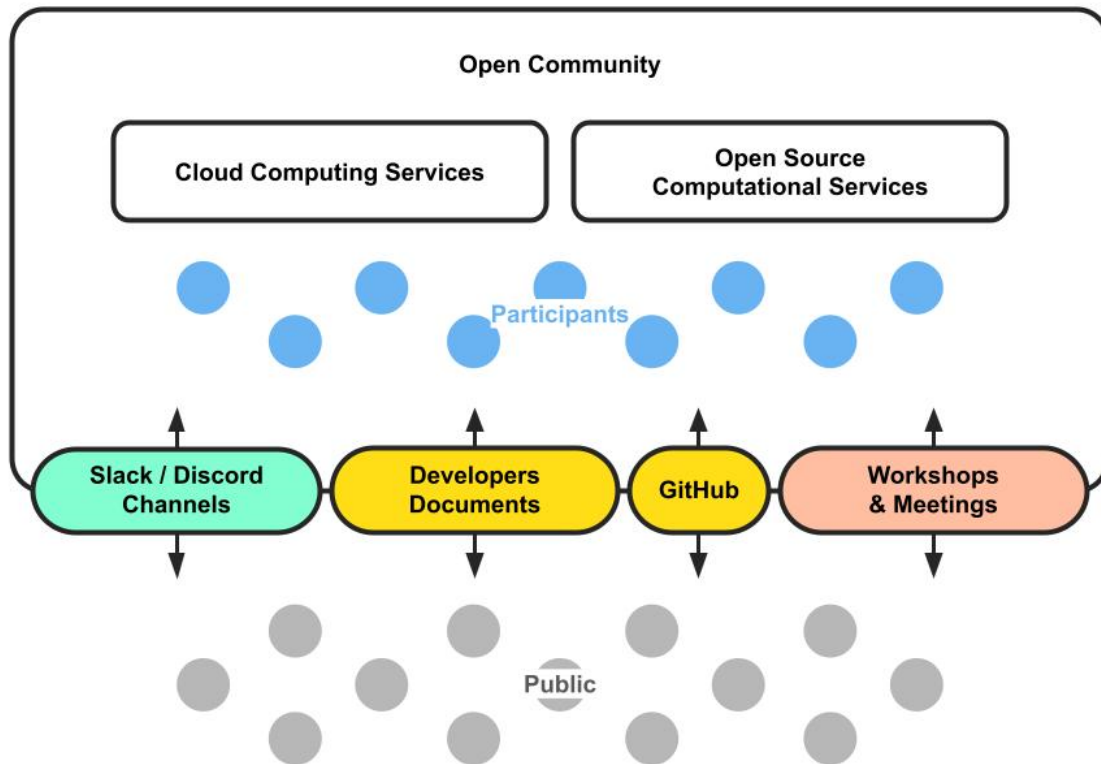 Open Community
Cloud Computing Services
Open Source
Computational Services
Participants
Slack / Discord
Channels
Developers
Documents
GitHub
Workshops
& Meetings
Public